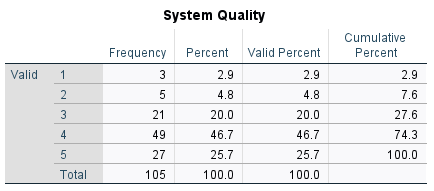 System Quality
Frequency Percent Valid Percent Cumulative Percent
Valid 1 3 2.9 2.9 2.9
2 5 4.8 4.8 7.6
3 21 20.0 20.0 27.6
4 49 46.7 46.7 74.3
5 27 25.7 25.7 100.0
Total 105 100.0 100.0